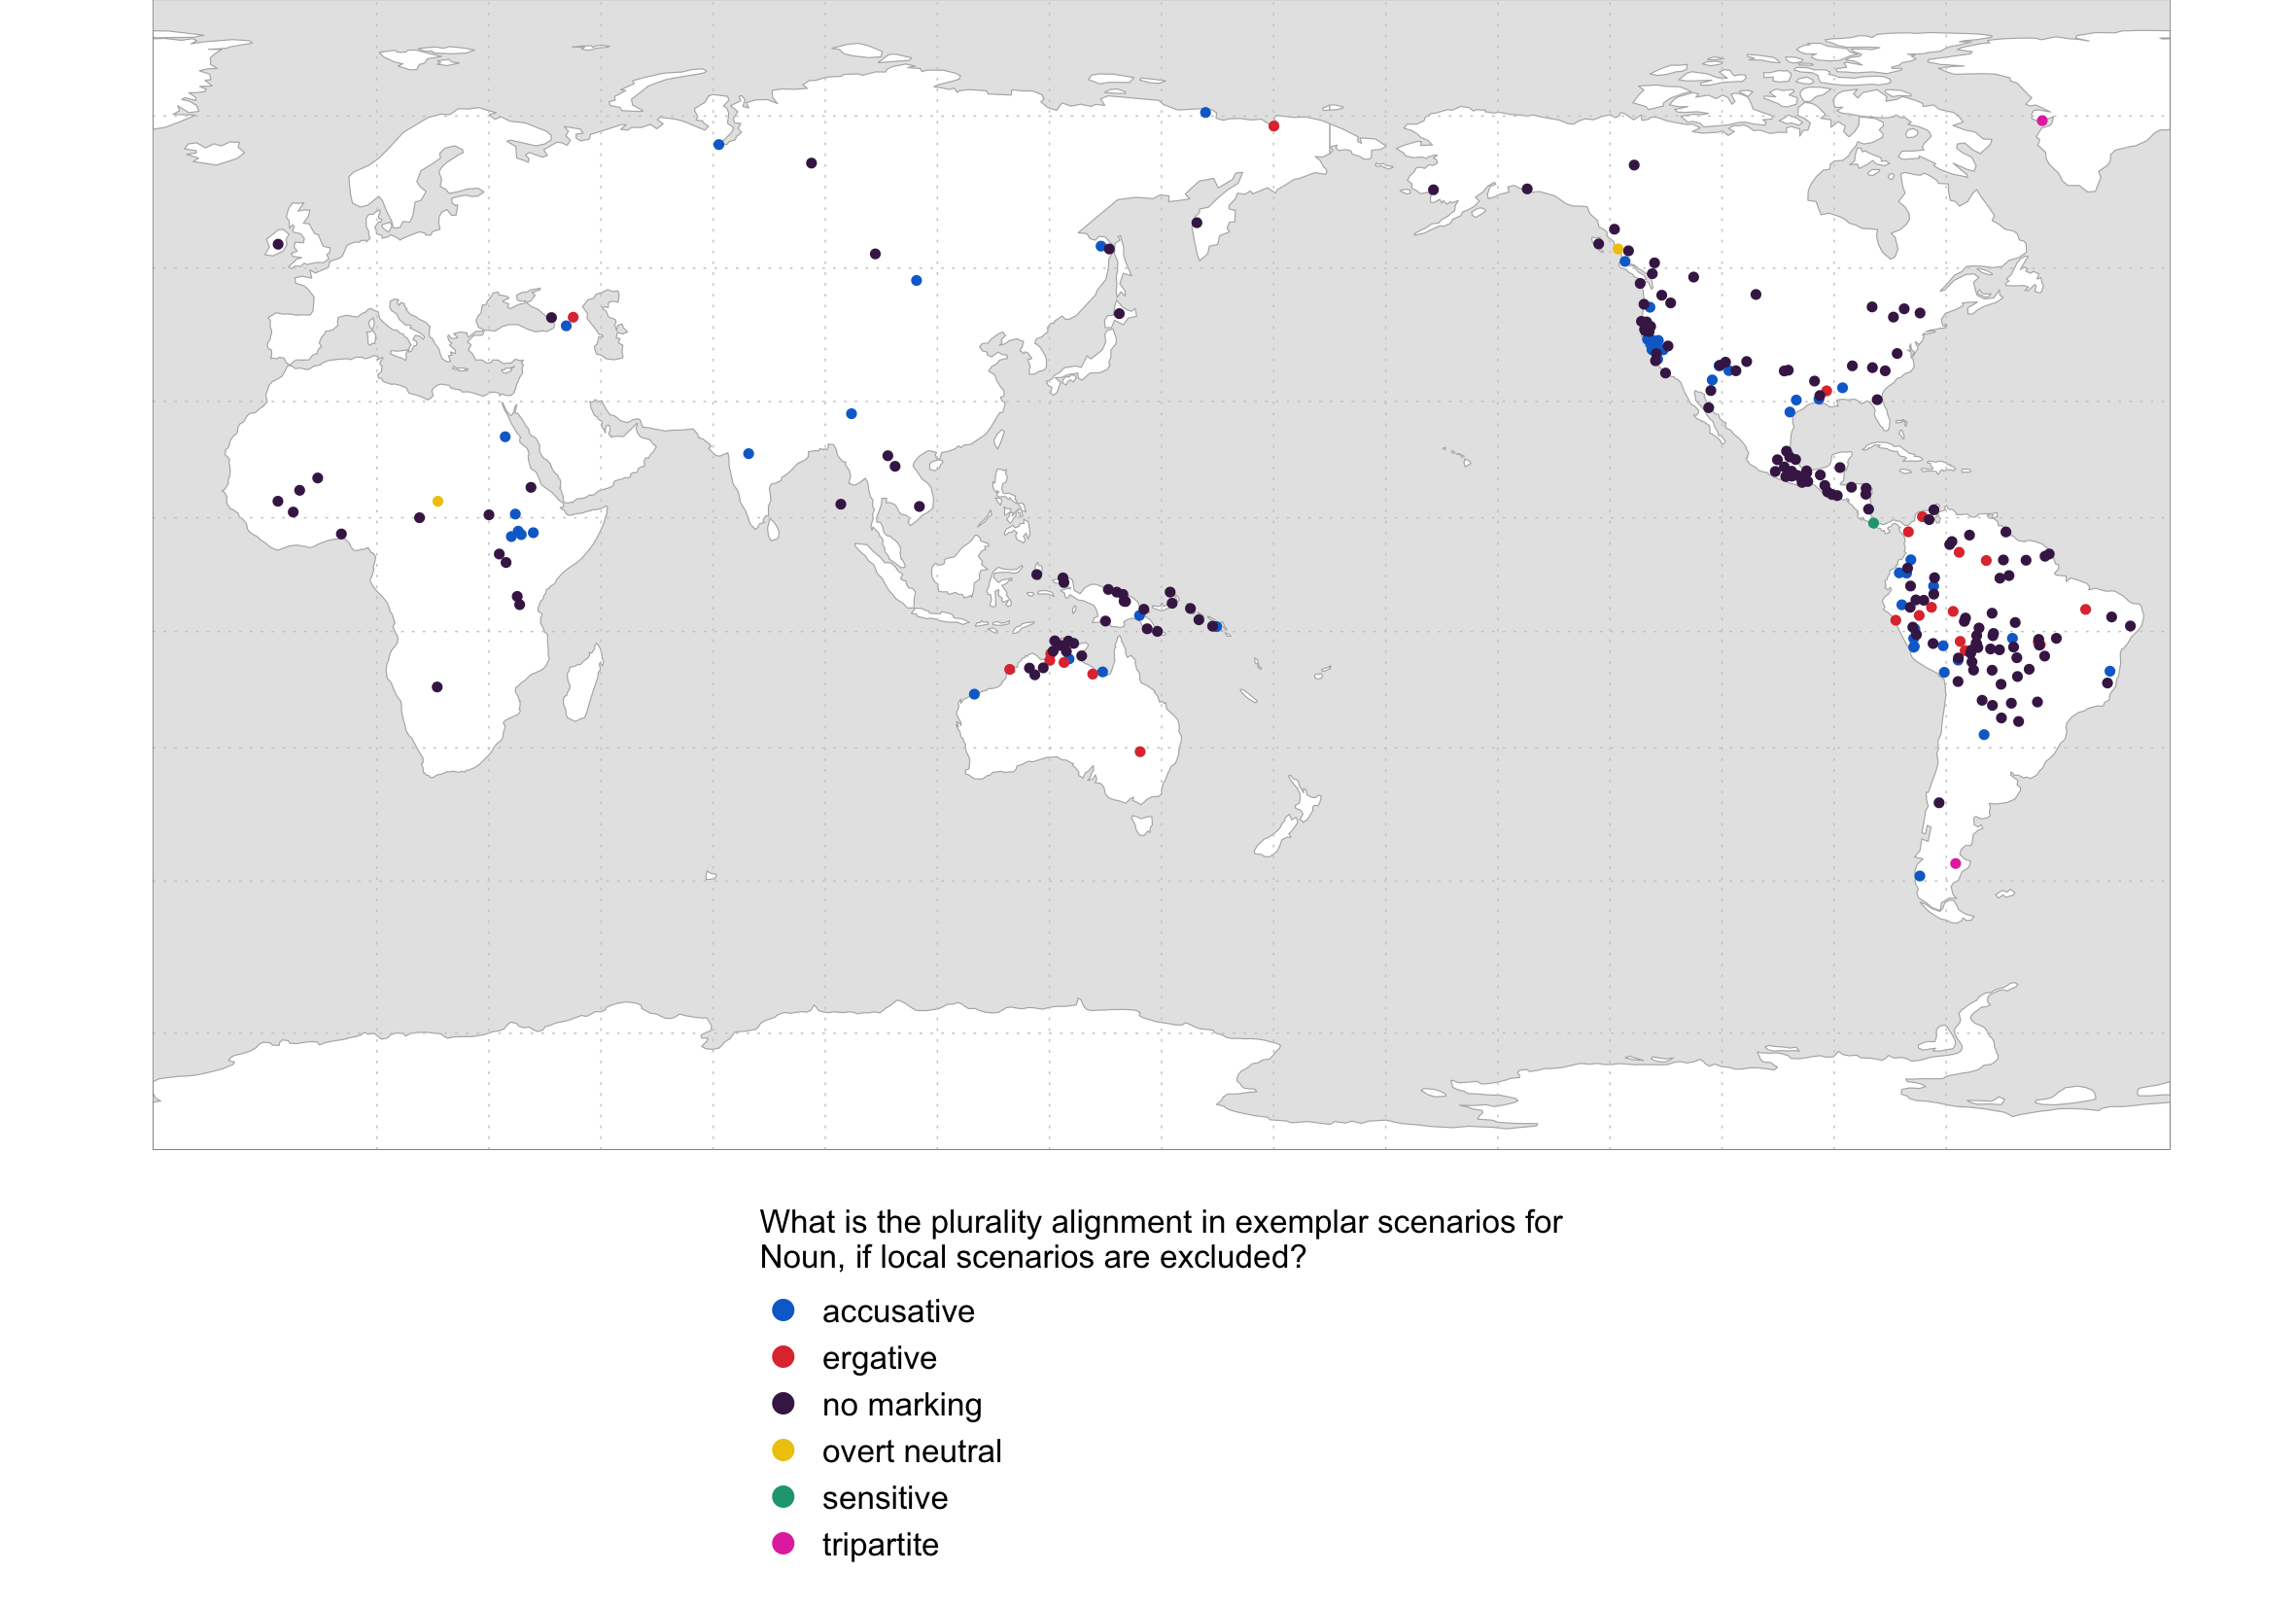 What is the plurality alignment in exemplar scenarios for
Noun, if local scenarios are excluded?
accusative
ergative
no marking
overt neutral
sensitive
tripartite